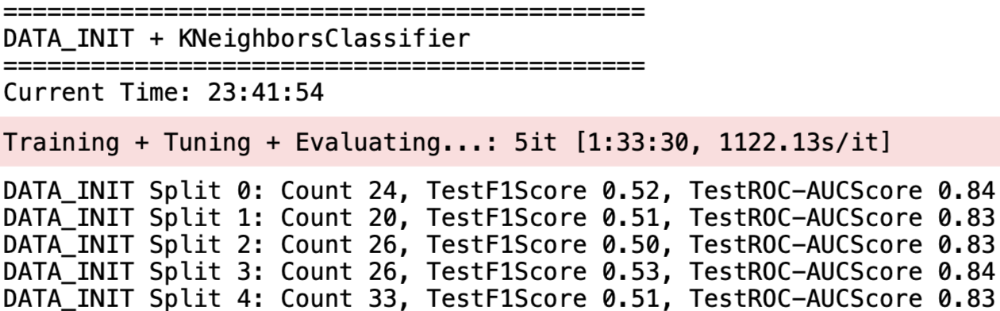 ============================================
DATA_INIT + KNeighborsClassifier
============================================
Current Time: 23:41:54
Training + Tuning + Evaluating...: 5it [1:33:30, 1122.13s/it]
DATA_INIT Split 0: Count 24, TestF1Score 0.52, TestROC-AUCScore 0.84
DATA_INIT Split 1: Count 20, TestF1Score 0.51, TestROC-AUCScore 0.83
DATA_INIT Split 2: Count 26, TestF1Score 0.50, TestROC-AUCScore 0.83
DATA_INIT Split 3: Count 26, TestF1Score 0.53, TestROC-AUCScore 0.84
DATA_INIT Split 4: Count 33, TestF1Score 0.51, TestROC-AUCScore 0.83